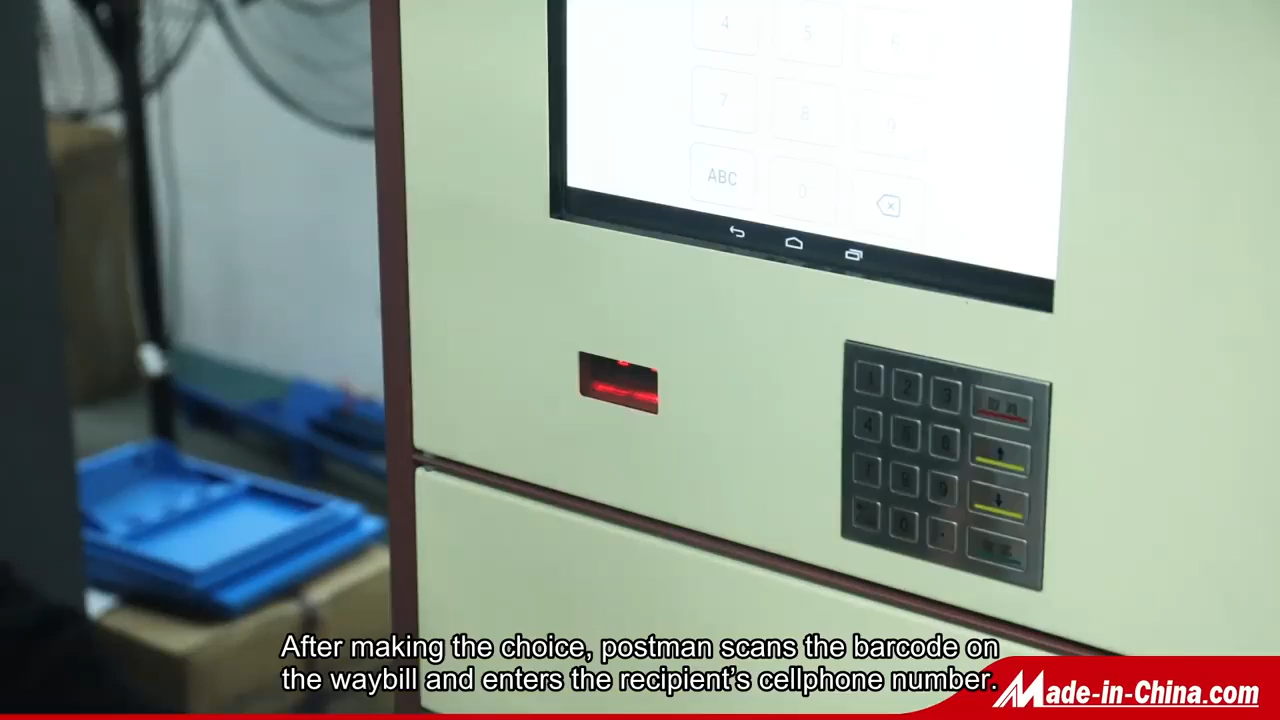 4 5
7 8 9
ABC 0
1 2 3 取消
4 5 6
7 8 9
0 .
After making the choice, postman scans the barcode on
the waybill and enters the recipient's cellphone number.
Made-in-China.com